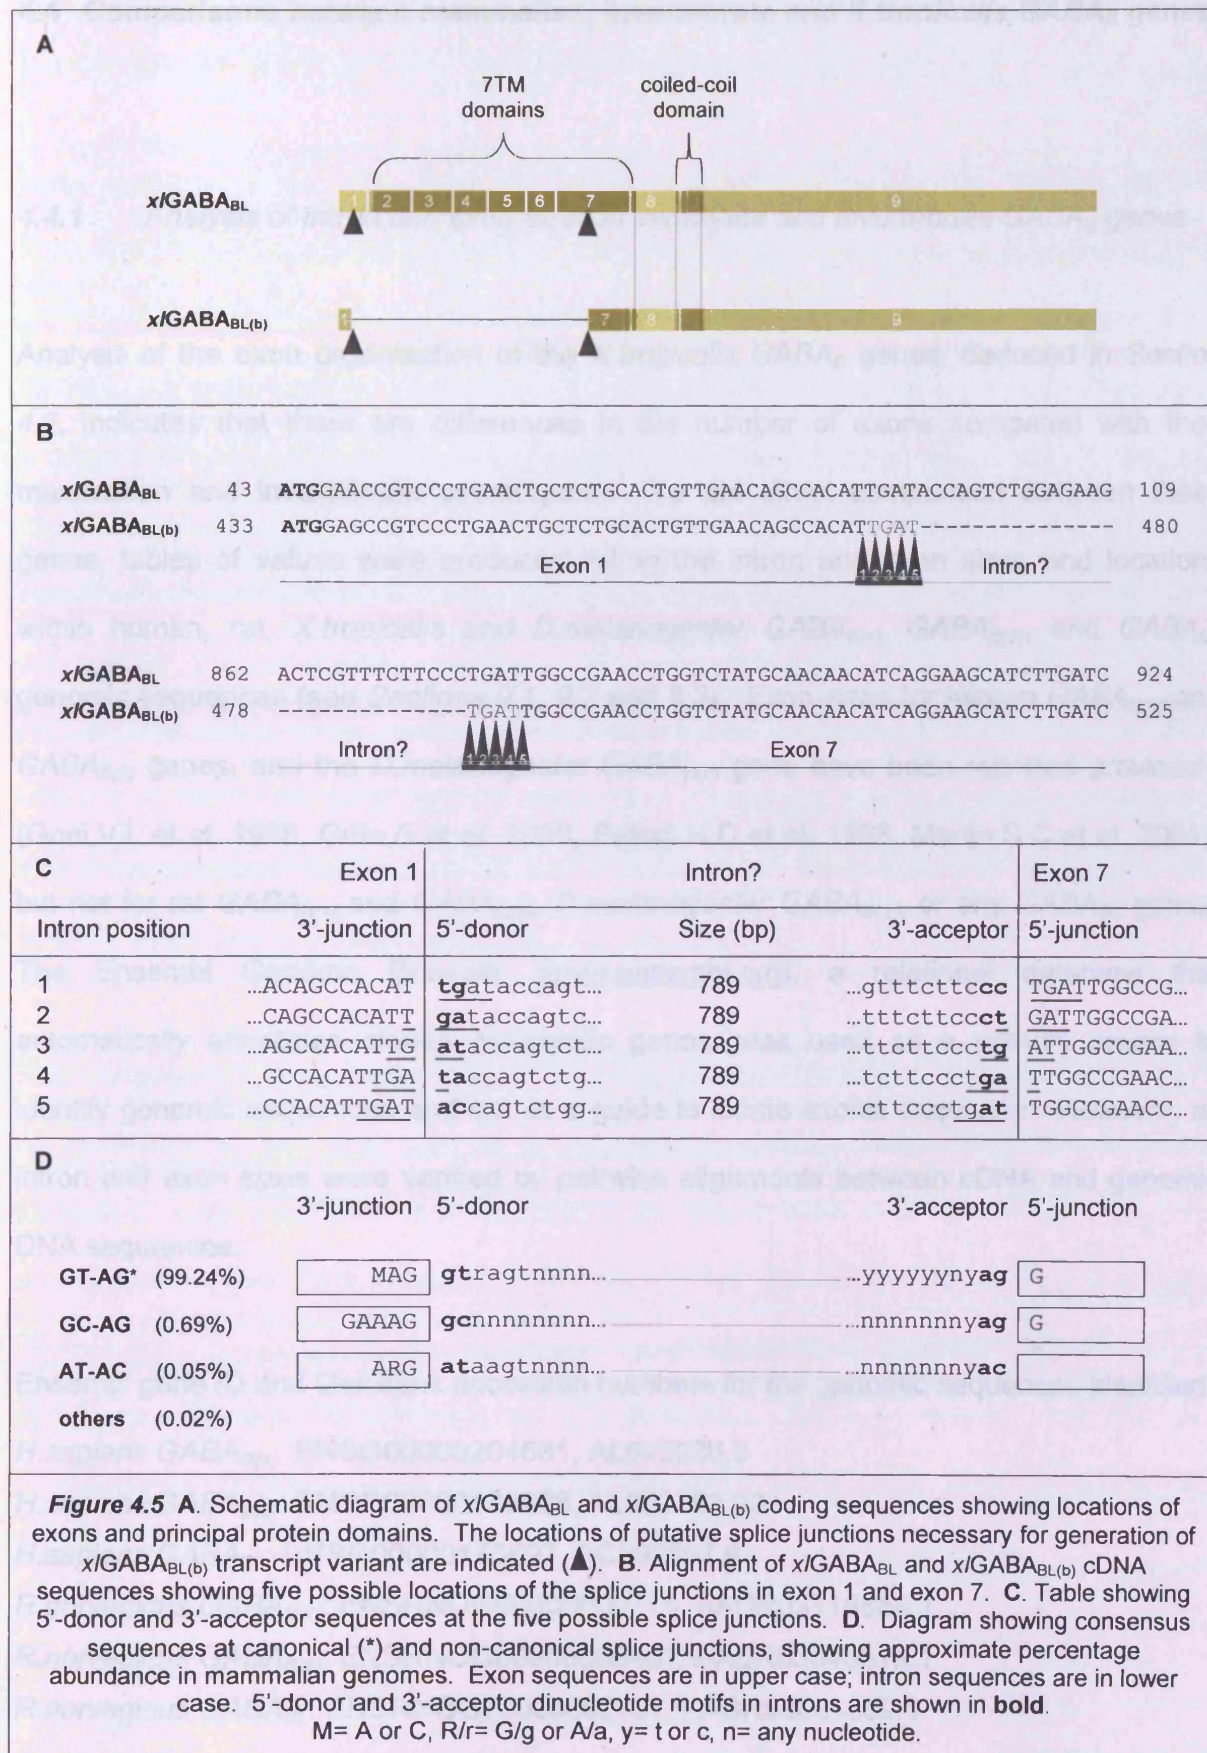 A
7TM domains
coiled-coil domain
xlGABABL 1 2 3 4 5 6 7 8 9
xlGABABL(b) 1 7 8 9
B
xlGABABL 43 ATGGAACCGTCCCTGAACTGCTCTGCACTGTTGAACAGCCACATTGATACCAGTCTGGGAAC 109
xlGABABL(b) 433 ATGGAGCCGTCCCTGAACTGCTCTGCACTGTTGAACAGCCACATTGAT--------------- 480
Exon 1 1 2 3 4 5 Intron?
xlGABABL 862 ACTCGTTTCTTCCCTGATTGGCCGAACCTGGTCTATGCAACAACATCAGGAAGCATCTTGATC 924
xlGABABL(b) 478 --------------TGATTGGCCGAACCTCGTCTATGCAACAACATCAGGAAGCATCTTGATC 525
Intron? 1 2 3 4 5 Exon 7
C Exon 1 Intron? Exon 7
Intron position 3'-junction 5'-donor Size (bp) 3'-acceptor 5'-junction
1 ...ACAGCCACAT tgataccagt... 789 ...gtttcttccc TGATTGGCCG...
2 ...CAGCCACATT gataccagtc... 789 ...tttcttccct GATTGGCCGA...
3 ...AGCCACATTG ataccagtct... 789 ...ttcttccctg ATTGGCCGAA...
4 ...GCCACATTGA taccagtctg... 789 ...tcttccctga TTGGCCGAAC...
5 ...CCACATTGAT accagtctgg... 789 ...cttccctgat TGGCCGAACC...
D
3'-junction 5'-donor 3'-acceptor 5'-junction
GT-AG* (99.24%) MAG gtragtnnnn... ...yyyyyynyag G
GC-AG (0.69%) GAAAG gcnnnnnnnn... ...nnnnnnnyag G
AT-AC (0.05%) ARG ataagtnnnn... ...nnnnnnnyac
others (0.02%)
Figure 4.5 A. Schematic diagram of xlGABABL and xlGABABL(b) coding sequences showing locations of
exons and principal protein domains. The locations of putative splice junctions necessary for generation of
xlGABABL(b) transcript variant are indicated (▲). B. Alignment of xlGABABL and xlGABABL(b) cDNA
sequences showing five possible locations of the splice junctions in exon 1 and exon 7. C. Table showing
5'-donor and 3'-acceptor sequences at the five possible splice junctions. D. Diagram showing consensus
sequences at canonical (*) and non-canonical splice junctions, showing approximate percentage
abundance in mammalian genomes. Exon sequences are in upper case; intron sequences are in lower
case. 5'-donor and 3'-acceptor dinucleotide motifs in introns are shown in bold.
M= A or C, R/r= G/g or A/a, y= t or c, n= any nucleotide.